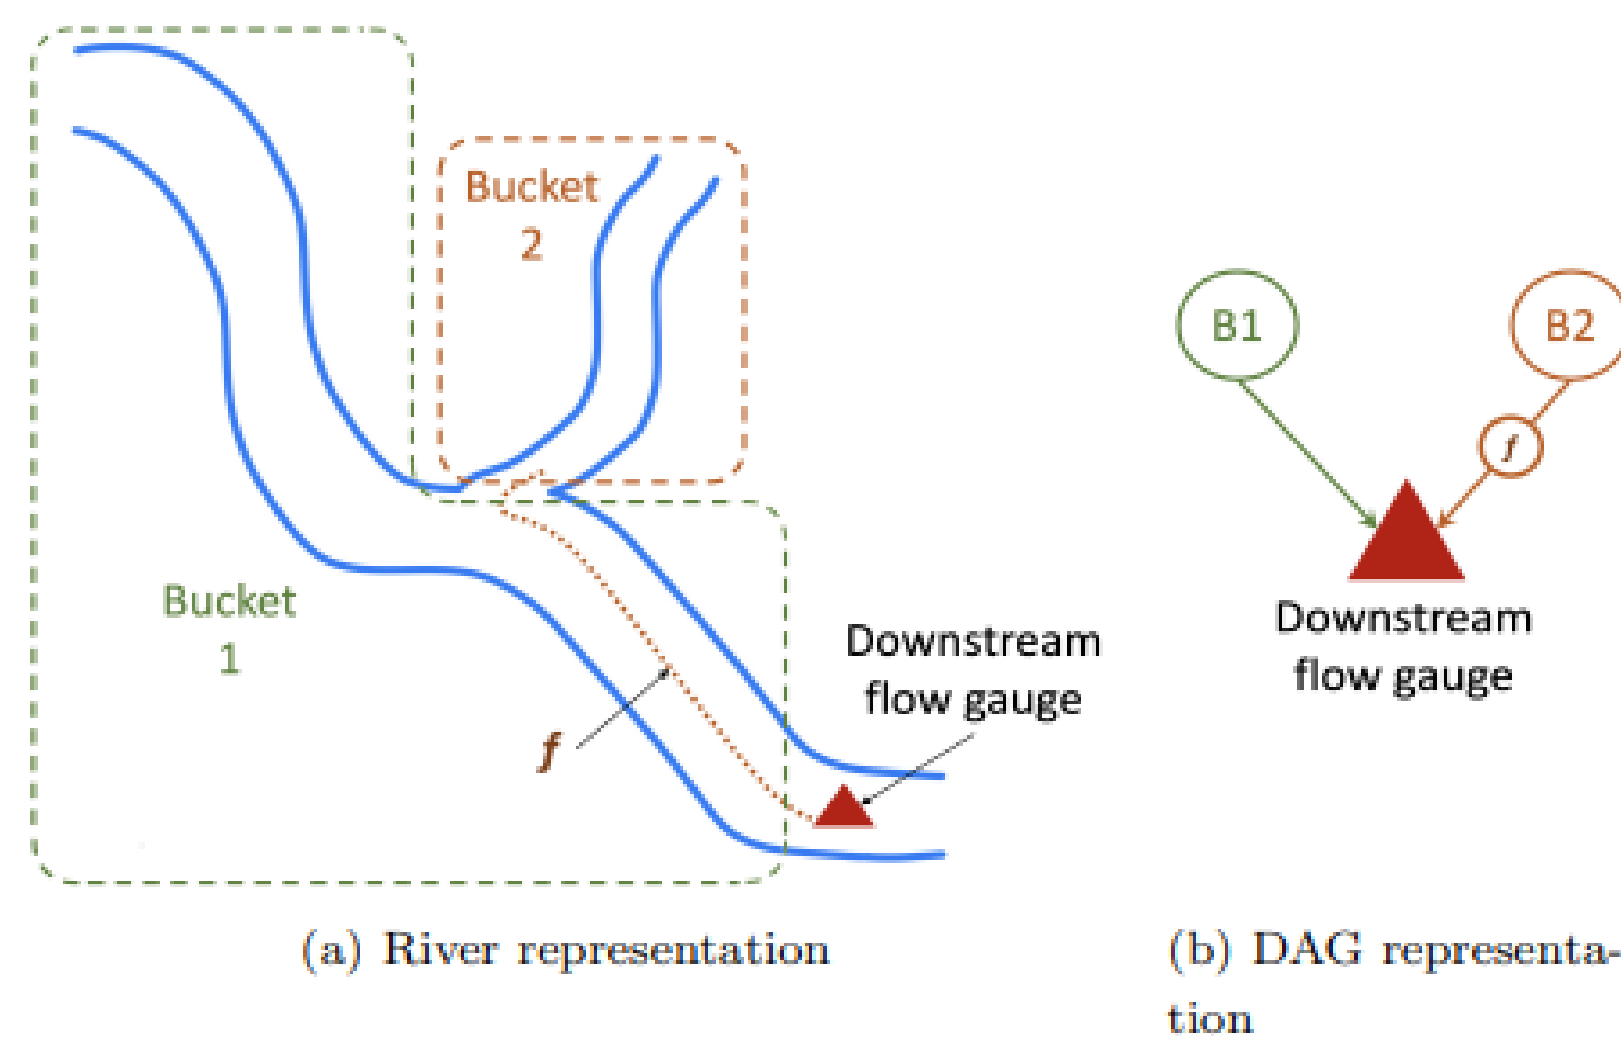 Bucket
2
Bucket
1
f
Downstream
flow gauge
B1
B2
f
Downstream
flow gauge
(a) River representation
(b) DAG representa-
tion